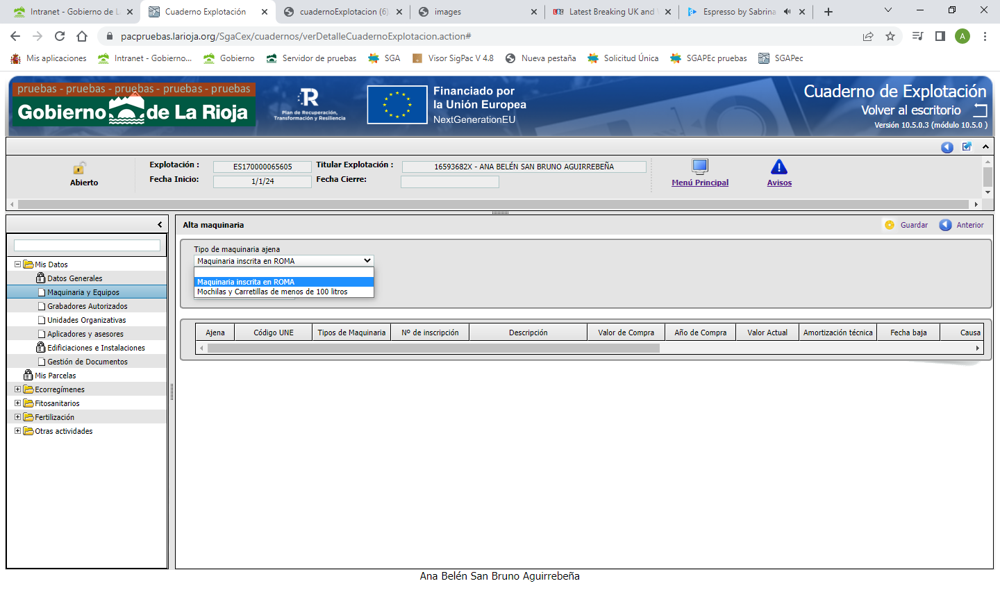 Intranet - Gobierno de L
Cuaderno Explotación
cuadernoExplotacion (6)
images
Latest Breaking UK and
Espresso by Sabrina
pacpruebas.larioja.org/SgaCex/cuadernos/verDetalleCuadernoExplotacion.action#
A
Mis aplicaciones
Intranet - Gobierno...
Gobierno
Servidor de pruebas
SGA
Visor SigPac V 4.8
Nueva pestaña
Solicitud Única
SGAPEc pruebas
SGAPec
pruebas - pruebas - pruebas - pruebas - pruebas
Gobierno de La Rioja
Plan de Recuperación,
Transformación y Resiliencia
Financiado por
la Unión Europea
NextGenerationEU
Cuaderno de Explotación
Volver al escritorio
Versión 10.5.0.3 (módulo 10.5.0 )
Abierto
Explotación : ES170000065605 Titular Explotación : 16593682X - ANA BELÉN SAN BRUNO AGUIRREBEÑA
Fecha Inicio: 1/1/24 Fecha Cierre:
Menú Principal
Avisos
Mis Datos
Datos Generales
Maquinaria y Equipos
Grabadores Autorizados
Unidades Organizativas
Aplicadores y asesores
Edificiaciones e Instalaciones
Gestión de Documentos
Mis Parcelas
Ecorregímenes
Fitosanitarios
Fertilización
Otras actividades
Alta maquinaria
Guardar
Anterior
Tipo de maquinaria ajena
Maquinaria inscrita en ROMA
Maquinaria inscrita en ROMA
Mochilas y Carretillas de menos de 100 litros
Ajena Código UNE Tipos de Maquinaria Nº de inscripción Descripción Valor de Compra Año de Compra Valor Actual Amortización técnica Fecha baja Causa
Ana Belén San Bruno Aguirrebeña